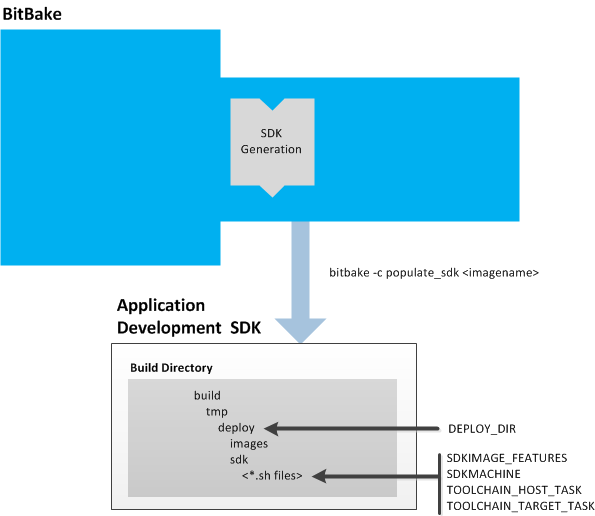 BitBake
SDK
Generation
bitbake -c populate_sdk <imagename>
Application
Development SDK
Build Directory
build
tmp
deploy
images
sdk
<*.sh files>
DEPLOY_DIR
SDKIMAGE_FEATURES
SDKMACHINE
TOOLCHAIN_HOST_TASK
TOOLCHAIN_TARGET_TASK